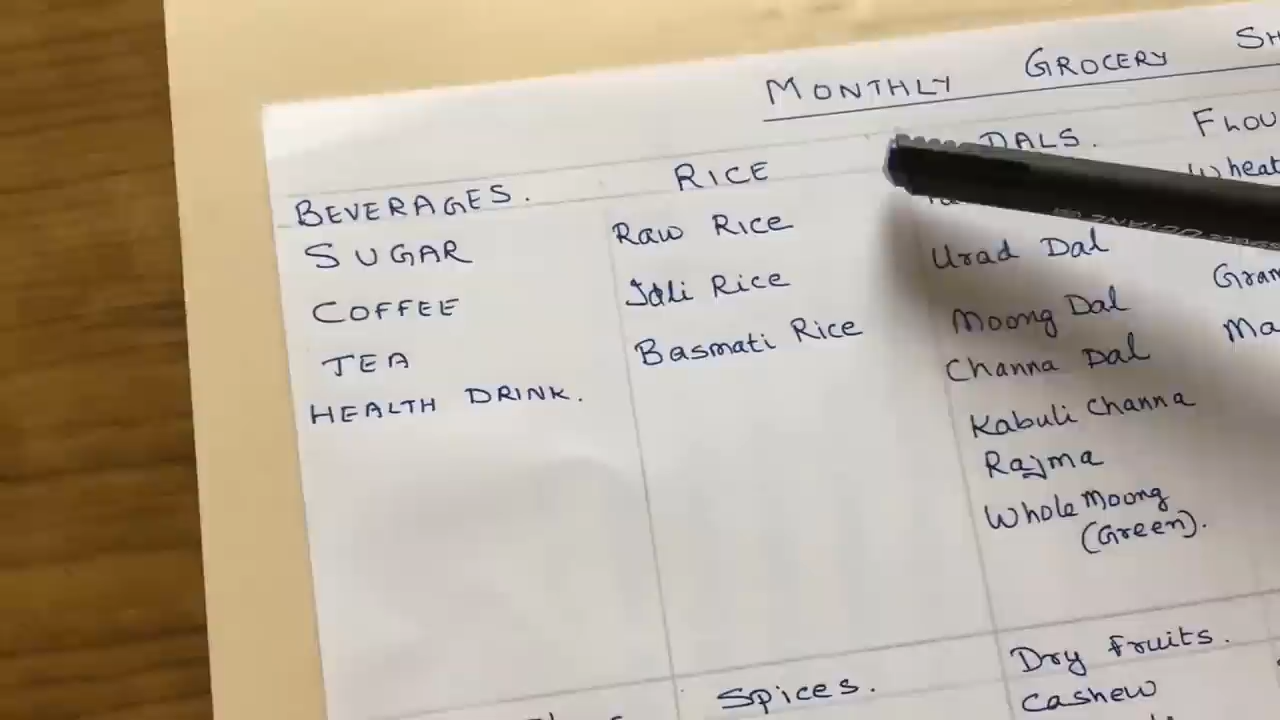 MONTHLY GROCERY
BEVERAGES.
SUGAR
COFFEE
TEA
HEALTH DRINK.
RICE
Raw Rice
Idli Rice
Basmati Rice
DALS.
Urad Dal
Moong Dal
Channa Dal
Kabuli Channa
Rajma
Whole Moong
(Green).
Wheat
Spices.
Dry Fruits.
Cashew